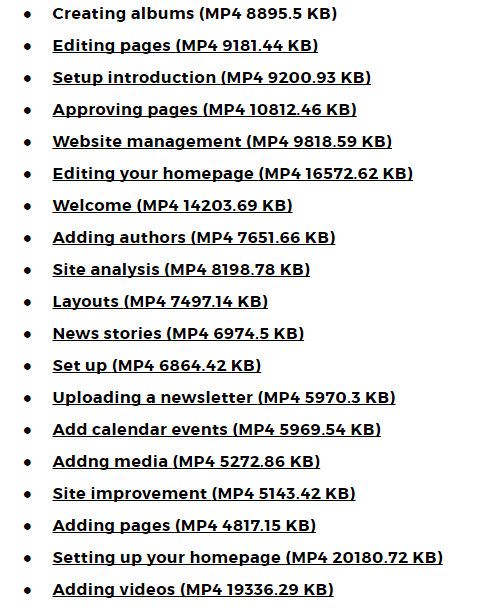 Creating albums (MP4 8895.5 KB)
Editing pages (MP4 9181.44 KB)
Setup introduction (MP4 9200.93 KB)
Approving pages (MP4 10812.46 KB)
Website management (MP4 9818.59 KB)
Editing your homepage (MP4 16572.62 KB)
Welcome (MP4 14203.69 KB)
Adding authors (MP4 7651.66 KB)
Site analysis (MP4 8198.78 KB)
Layouts (MP4 7497.14 KB)
News stories (MP4 6974.5 KB)
Set up (MP4 6864.42 KB)
Uploading a newsletter (MP4 5970.3 KB)
Add calendar events (MP4 5969.54 KB)
Addng media (MP4 5272.86 KB)
Site improvement (MP4 5143.42 KB)
Adding pages (MP4 4817.15 KB)
Setting up your homepage (MP4 20180.72 KB)
Adding videos (MP4 19336.29 KB)